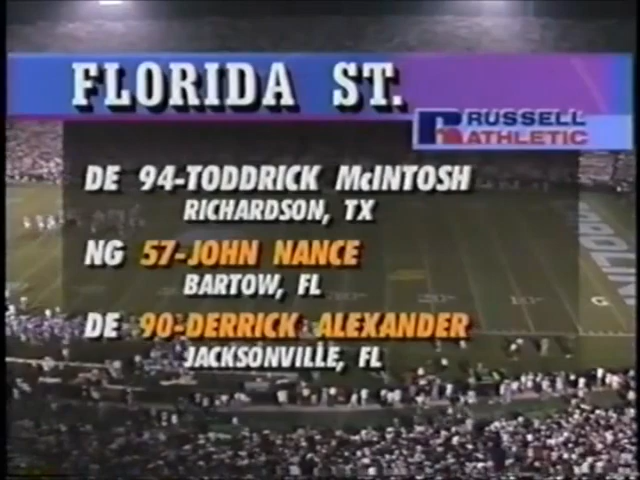 FLORIDA ST.
RUSSELL
ATHLETIC
DE 94-TODDRICK McINTOSH
RICHARDSON, TX
NG 57-JOHN NANCE
BARTOW, FL
DE 90-DERRICK ALEXANDER
JACKSONVILLE, FL
G